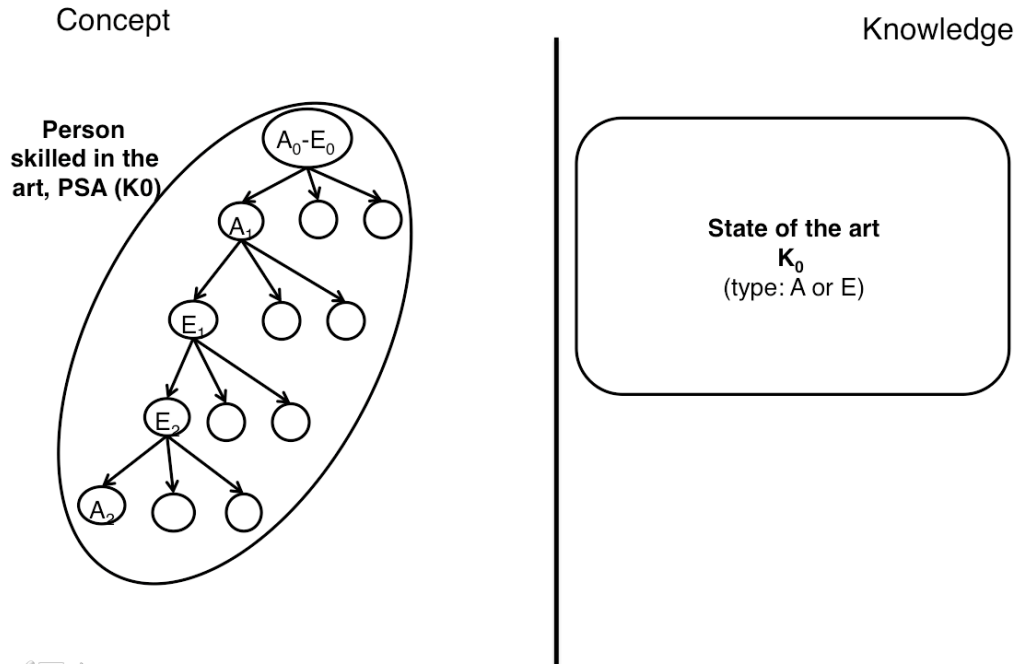 Concept
Knowledge
Person
skilled in the
art, PSA (K0)
A₀-E₀
A₁
E₁
E₂
A₂
State of the art
K₀
(type: A or E)